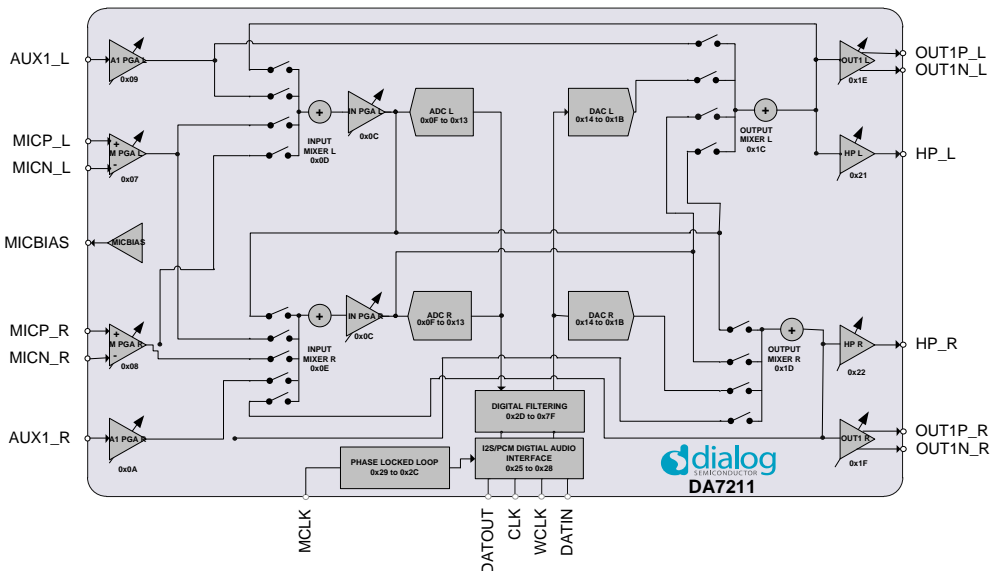 AUX1_L
A1 PGA L
0x09
MICP_L
+
M PGA L
-
MICN_L
0x07
MICBIAS
MICBIAS
MICP_R
+
M PGA R
-
MICN_R
0x08
AUX1_R
A1 PGA R
0x0A
+
INPUT
MIXER L
0x0D
IN PGA L
0x0C
ADC L
0x0F to 0x13
DAC L
0x14 to 0x1B
+
OUTPUT
MIXER L
0x1C
OUT1 L
0x1E
OUT1P_L
OUT1N_L
HP L
0x21
HP_L
+
INPUT
MIXER R
0x0E
IN PGA R
0x0C
ADC R
0x0F to 0x13
DAC R
0x14 to 0x1B
+
OUTPUT
MIXER R
0x1D
HP R
0x22
HP_R
OUT1 R
0x1F
OUT1P_R
OUT1N_R
DIGITAL FILTERING
0x2D to 0x7F
I2S/PCM DIGTIAL AUDIO
INTERFACE
0x25 to 0x28
PHASE LOCKED LOOP
0x29 to 0x2C
dialog
SEMICONDUCTOR
DA7211
MCLK
DATOUT
CLK
WCLK
DATIN